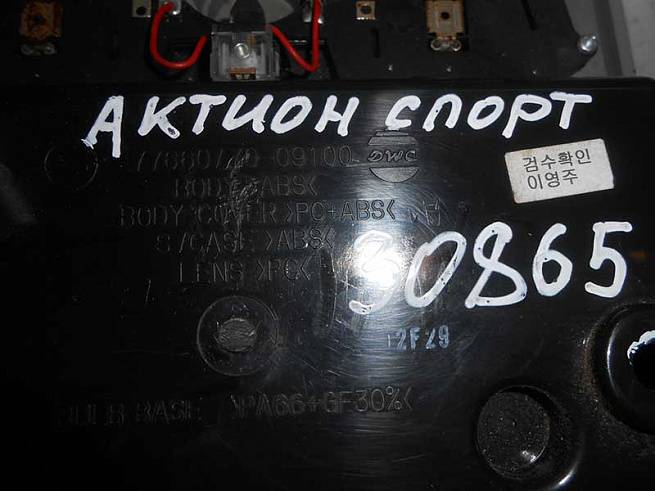 АКТИОН СПОРТ
09100
DWC
검수확인
이영주
BODY >ABS<
BODY COVER >PC+ABS<
S/CASE >ABS<
LENS >PC<
30865
12F29
BASE >PA66+GF30%<